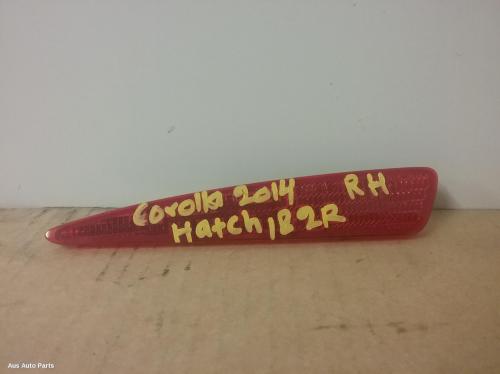 Corolla 2014 RH
Hatch 182R
Aus Auto Parts